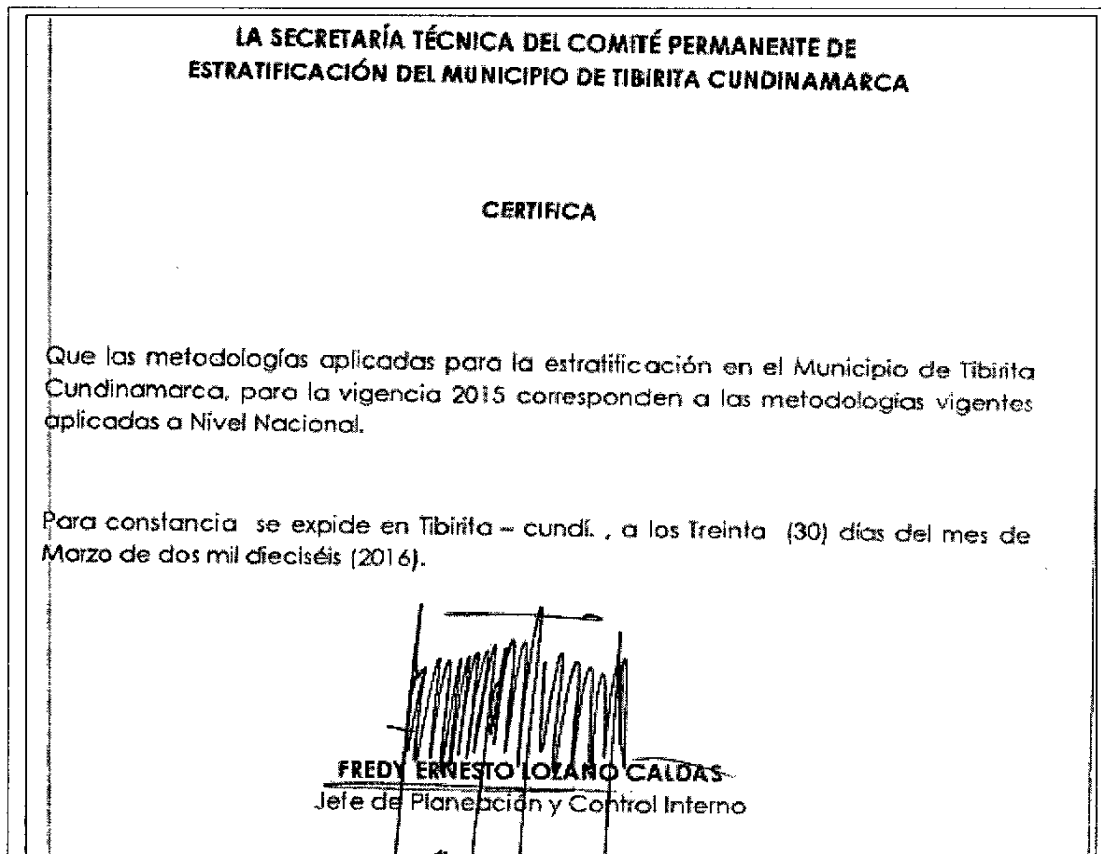 LA SECRETARÍA TÉCNICA DEL COMITÉ PERMANENTE DE
ESTRATIFICACIÓN DEL MUNICIPIO DE TIBIRITA CUNDINAMARCA
CERTIFICA
Que las metodologías aplicadas para la estratificación en el Municipio de Tibirita
Cundinamarca, para la vigencia 2015 corresponden a las metodologías vigentes
aplicadas a Nivel Nacional.
Para constancia se expide en Tibirita – cundi. , a los Treinta (30) días del mes de
Marzo de dos mil dieciséis (2016).
FREDY ERNESTO LOZANO CALDAS
Jefe de Planeación y Control Interno